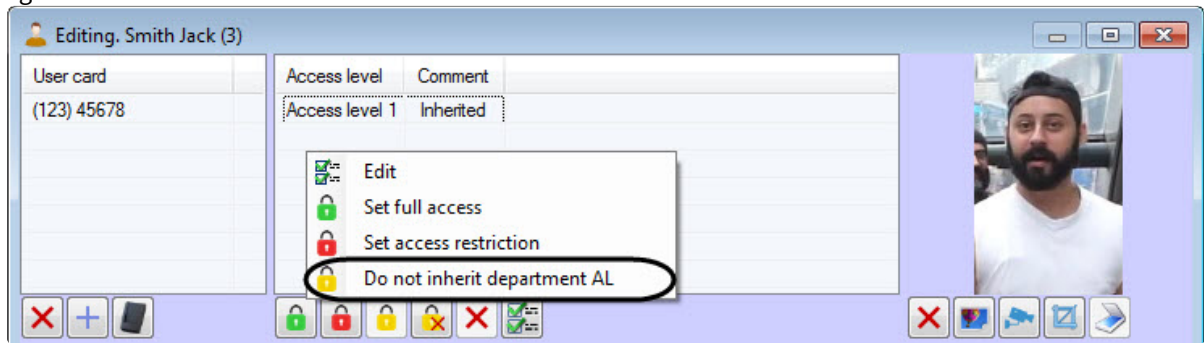 Editing. Smith Jack (3)
User card
Access level Comment
(123) 45678
Access level 1 Inherited
Edit
Set full access
Set access restriction
Do not inherit department AL